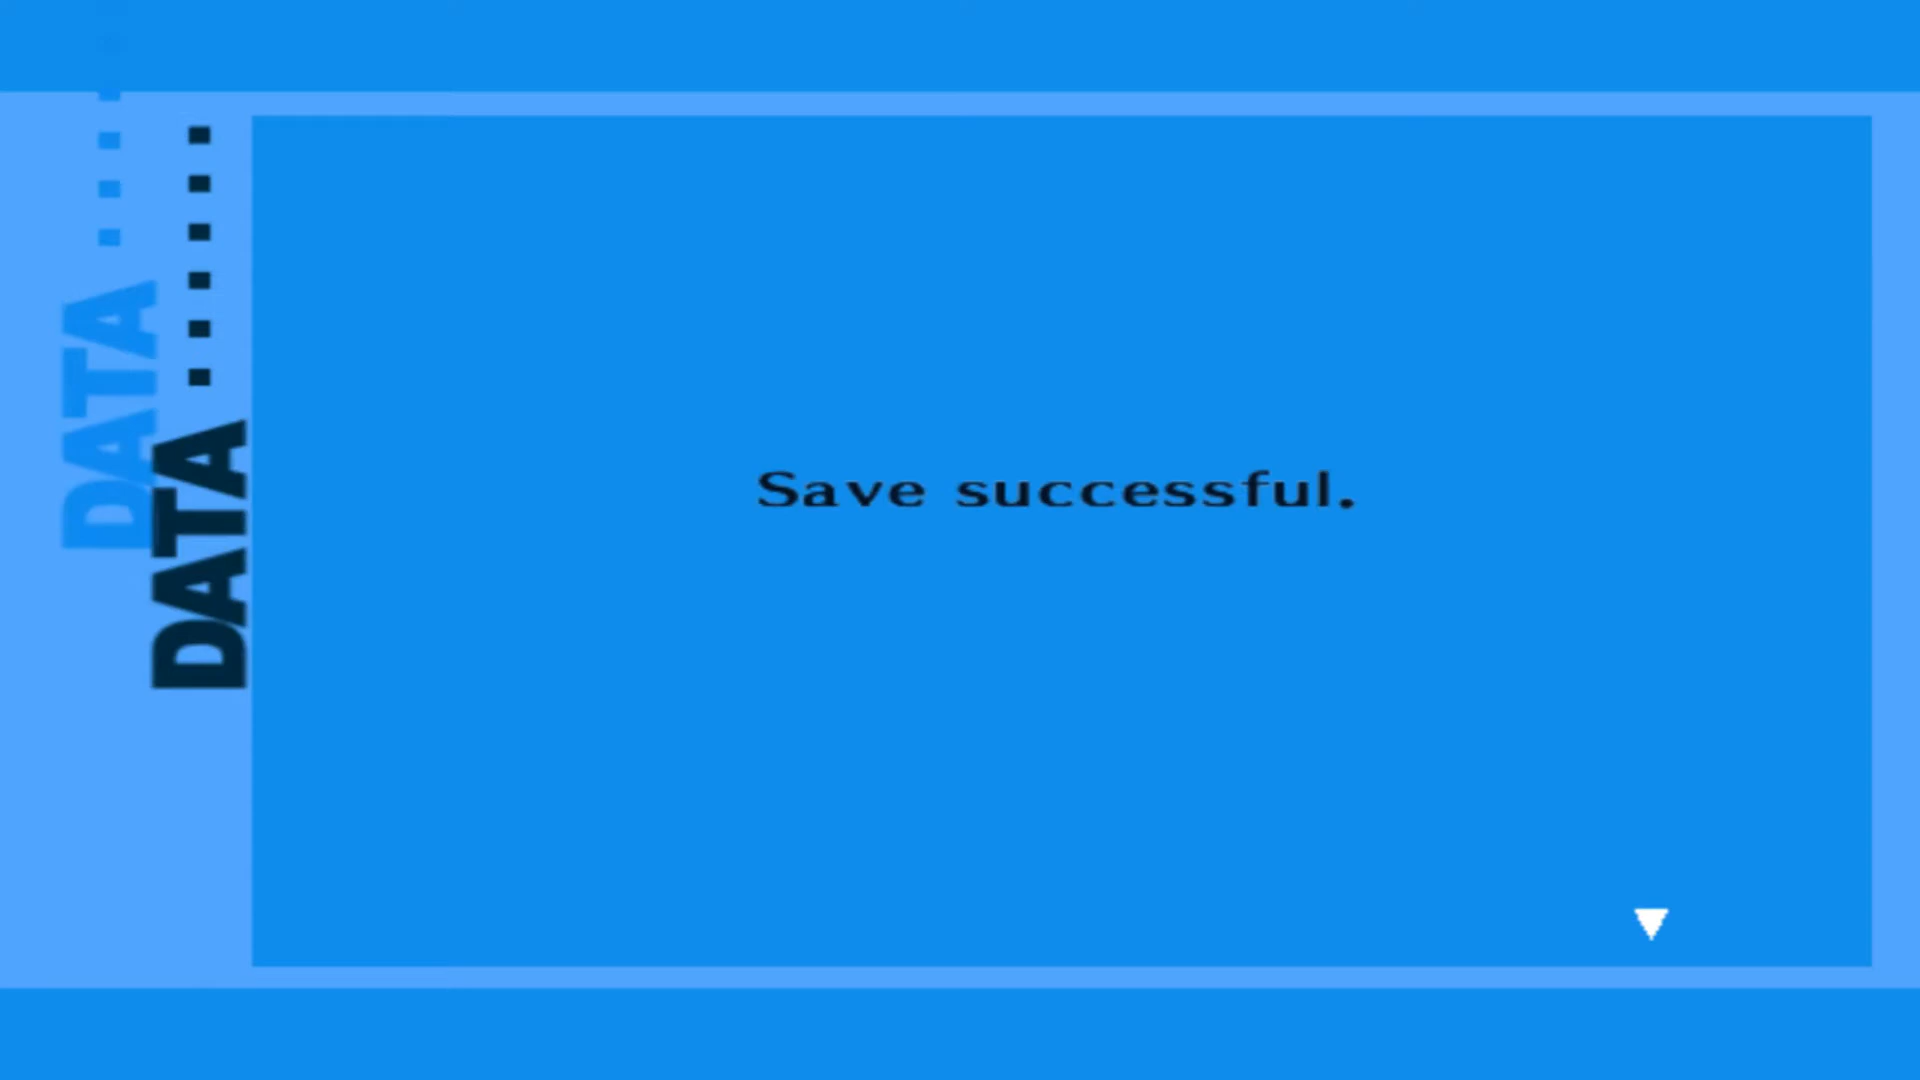 DATA ......
DATA ....
Save successful.